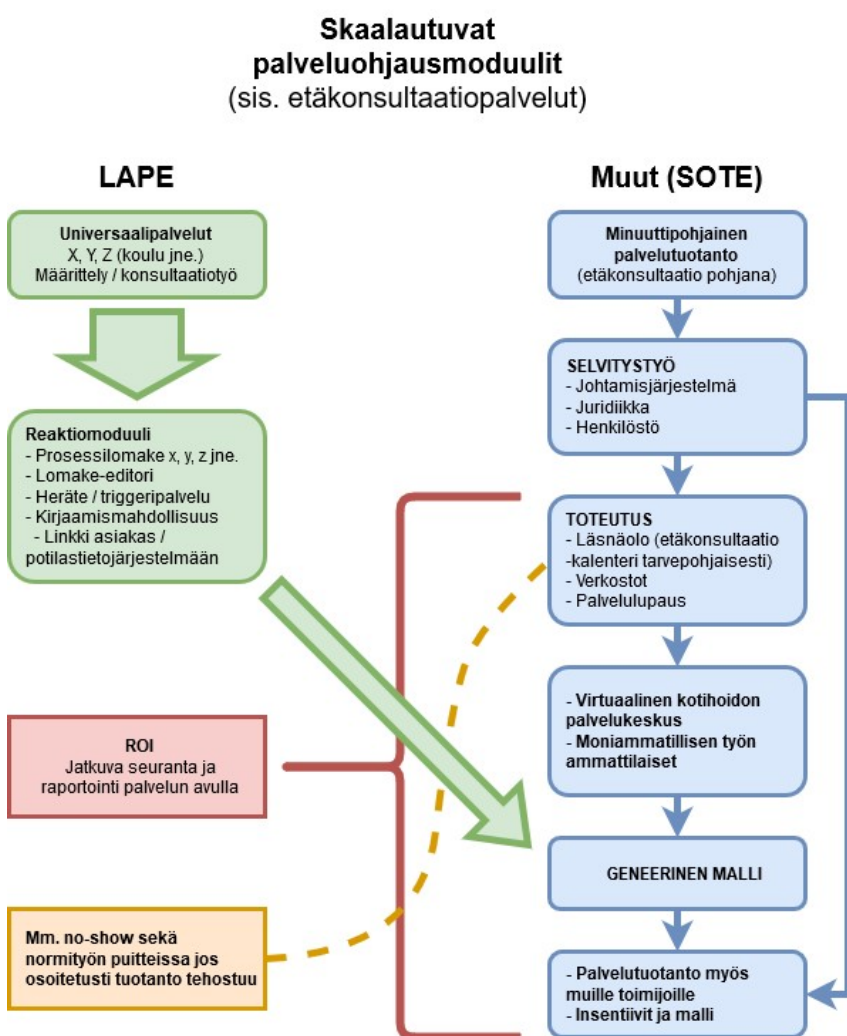 Skaalautuvat
palveluohjausmoduulit
(sis. etäkonsultaatiopalvelut)
LAPE
Universaalipalvelut
X, Y, Z (koulu jne.)
Määrittely / konsultaatiotyö
Reaktiomoduuli
- Prosessilomake x, y, z jne.
- Lomake-editori
- Heräte / triggeripalvelu
- Kirjaamismahdollisuus
- Linkki asiakas /
potilastietojärjestelmään
ROI
Jatkuva seuranta ja
raportointi palvelun avulla
Mm. no-show sekä
normityön puitteissa jos
osoitetusti tuotanto tehostuu
Muut (SOTE)
Minuuttipohjainen
palvelutuotanto
(etäkonsultaatio pohjana)
SELVITYSTYÖ
- Johtamisjärjestelmä
- Juridiikka
- Henkilöstö
TOTEUTUS
- Läsnäolo (etäkonsultaatio
-kalenteri tarvepohjaisesti)
- Verkostot
- Palvelulupaus
- Virtuaalinen kotihoidon
palvelukeskus
- Moniammatillisen työn
ammattilaiset
GENEERINEN MALLI
- Palvelutuotanto myös
muille toimijoille
- Insentiivit ja malli